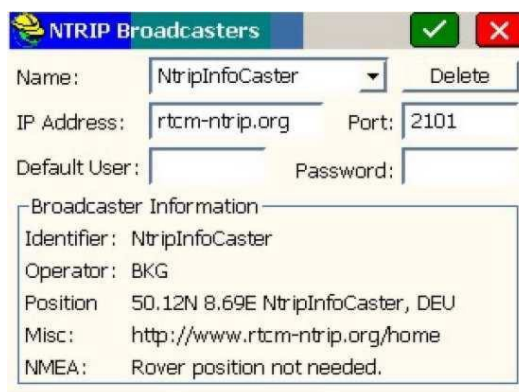 NTRIP Broadcasters
Name: NtripInfoCaster Delete
IP Address: rtcm-ntrip.org Port: 2101
Default User: Password:
Broadcaster Information
Identifier: NtripInfoCaster
Operator: BKG
Position 50.12N 8.69E NtripInfoCaster, DEU
Misc: http://www.rtcm-ntrip.org/home
NMEA: Rover position not needed.